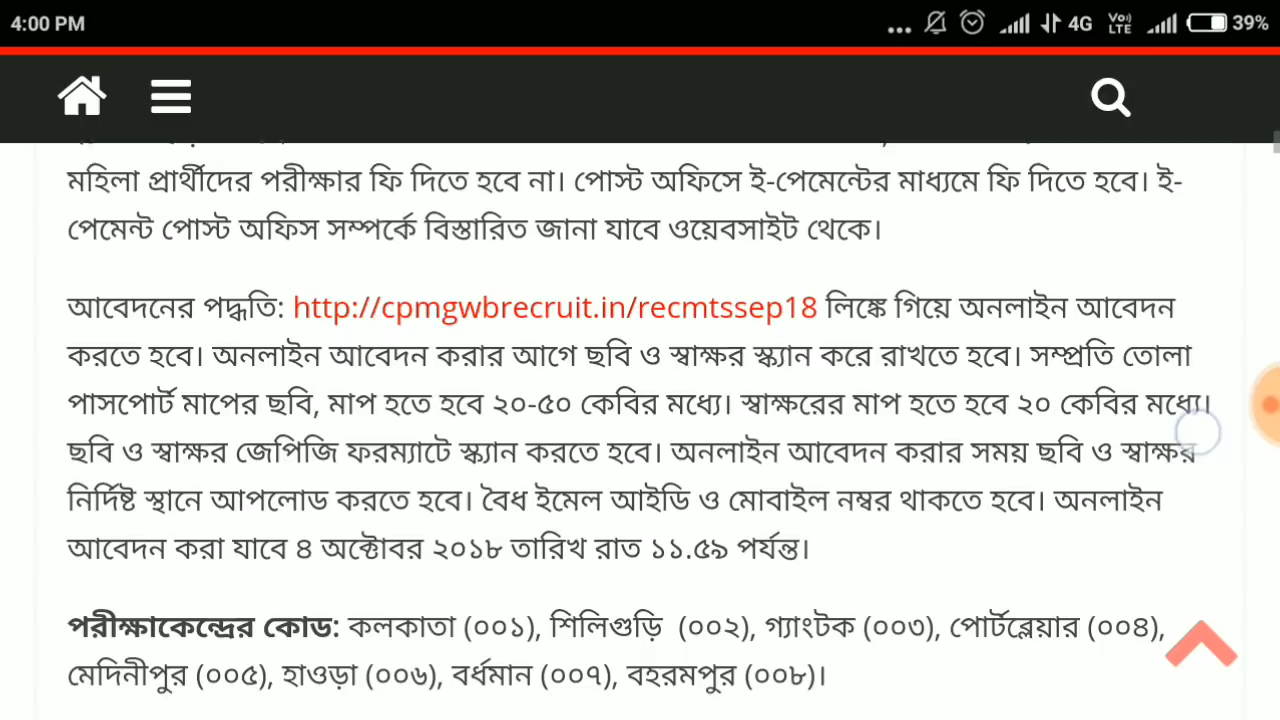 4:00 PM ... 4G Vo) LTE 39%
মহিলা প্রার্থীদের পরীক্ষার ফি দিতে হবে না। পোস্ট অফিসে ই-পেমেন্টের মাধ্যমে ফি দিতে হবে। ই-
পেমেন্ট পোস্ট অফিস সম্পর্কে বিস্তারিত জানা যাবে ওয়েবসাইট থেকে।
আবেদনের পদ্ধতি: http://cpmgwbrecruit.in/recmtssep18 লিঙ্কে গিয়ে অনলাইন আবেদন
করতে হবে। অনলাইন আবেদন করার আগে ছবি ও স্বাক্ষর স্ক্যান করে রাখতে হবে। সম্প্রতি তোলা
পাসপোর্ট মাপের ছবি, মাপ হতে হবে ২০-৫০ কেবির মধ্যে। স্বাক্ষরের মাপ হতে হবে ২০ কেবির মধ্যে।
ছবি ও স্বাক্ষর জেপিজি ফরম্যাটে স্ক্যান করতে হবে। অনলাইন আবেদন করার সময় ছবি ও স্বাক্ষর
নির্দিষ্ট স্থানে আপলোড করতে হবে। বৈধ ইমেল আইডি ও মোবাইল নম্বর থাকতে হবে। অনলাইন
আবেদন করা যাবে ৪ অক্টোবর ২০১৮ তারিখ রাত ১১.৫৯ পর্যন্ত।
পরীক্ষাকেন্দ্রের কোড: কলকাতা (০০১), শিলিগুড়ি (০০২), গ্যাংটক (০০৩), পোর্টব্লেয়ার (০০৪),
মেদিনীপুর (০০৫), হাওড়া (০০৬), বর্ধমান (০০৭), বহরমপুর (০০৮)।